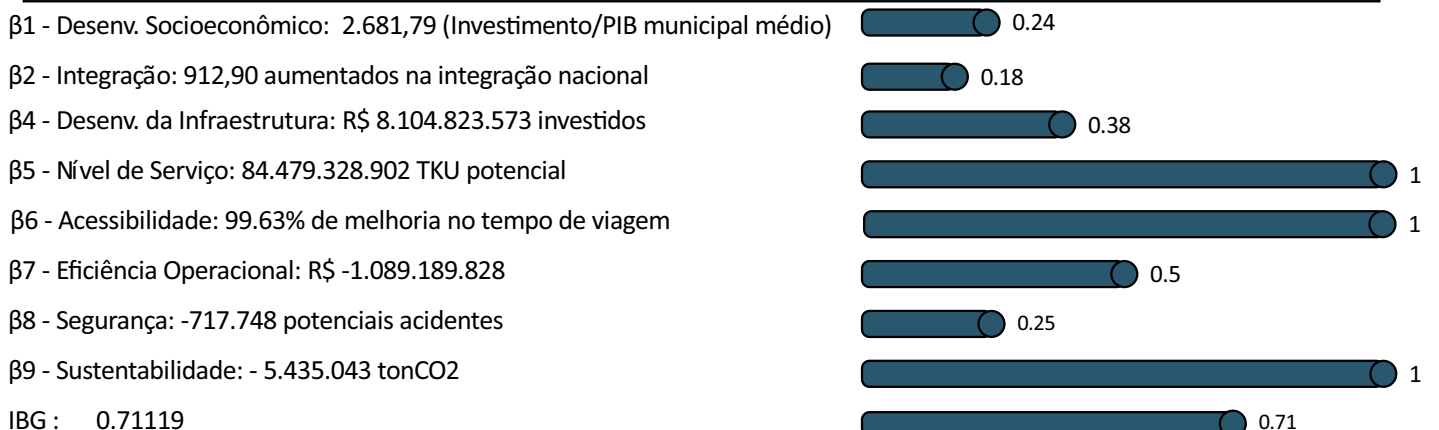 β1 - Desenv. Socioeconômico:  2.681,79 (Investimento/PIB municipal médio) 0.24
β2 - Integração: 912,90 aumentados na integração nacional 0.18
β4 - Desenv. da Infraestrutura: R$ 8.104.823.573 investidos 0.38
β5 - Nível de Serviço: 84.479.328.902 TKU potencial 1
β6 - Acessibilidade: 99.63% de melhoria no tempo de viagem 1
β7 - Eficiência Operacional: R$ -1.089.189.828 0.5
β8 - Segurança: -717.748 potenciais acidentes 0.25
β9 - Sustentabilidade: - 5.435.043 tonCO2 1
IBG :   0.71119 0.71